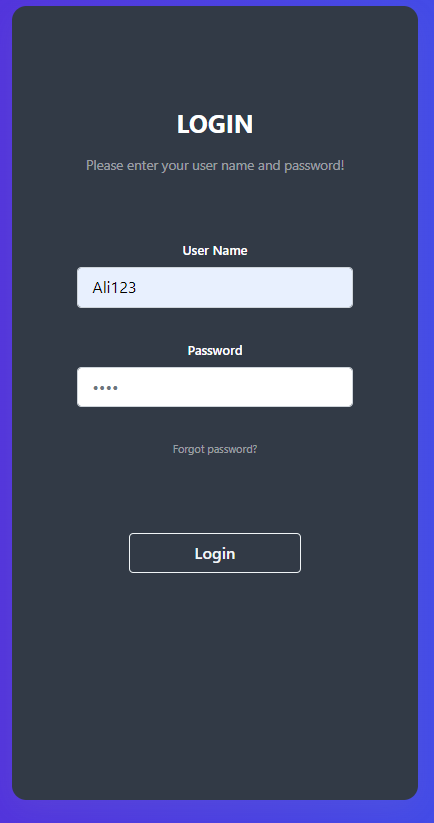 LOGIN
Please enter your user name and password!
User Name
Ali123
Password
••••
Forgot password?
Login